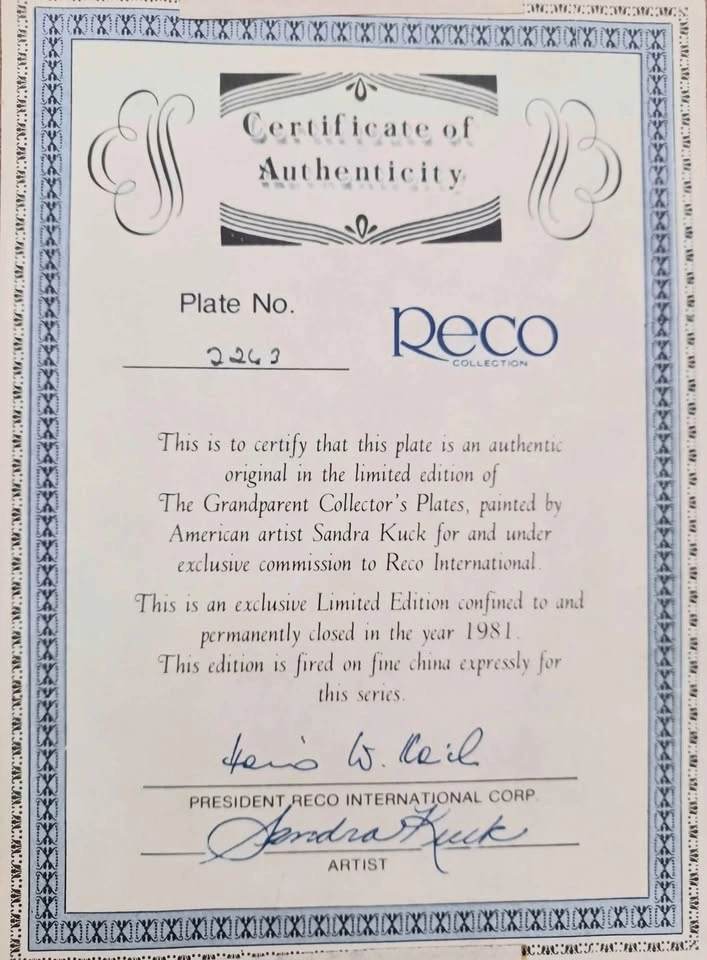 Certificate of
Authenticity
Plate No.
2263
Reco
COLLECTION
This is to certify that this plate is an authentic
original in the limited edition of
The Grandparent Collector's Plates, painted by
American artist Sandra Kuck for and under
exclusive commission to Reco International.
This is an exclusive Limited Edition confined to and
permanently closed in the year 1981.
This edition is fired on fine china expressly for
this series.
W.
PRESIDENT, RECO INTERNATIONAL CORP.
Sandra Kuck
ARTIST